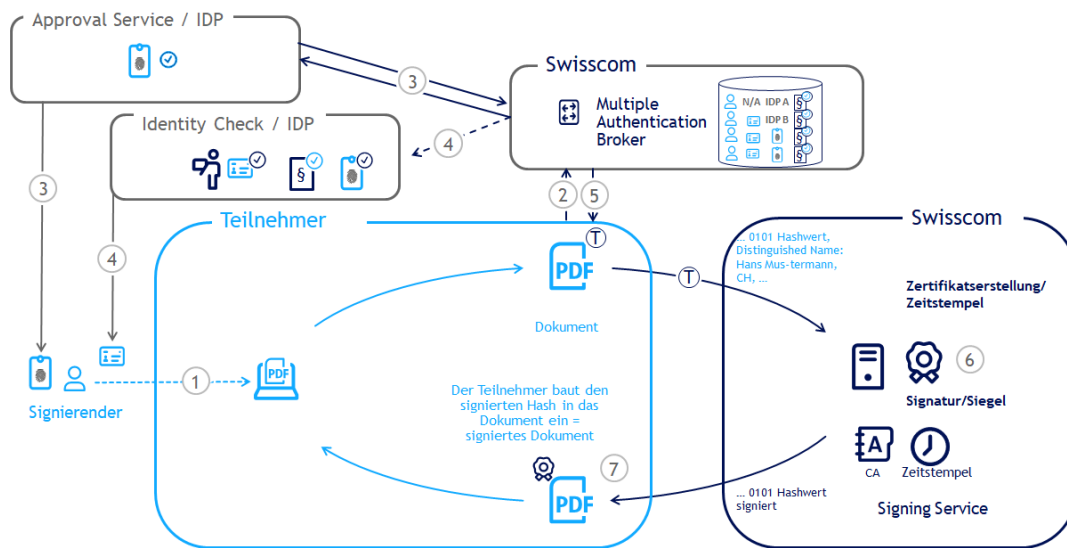 Approval Service / IDP
3
Swisscom
Multiple
Authentication
Broker
N/A IDP A §
IDP B §
§
§
Identity Check / IDP
§
4
3
2
5
Teilnehmer
T
Swisscom
... 0101 Hashwert,
Distinguished Name:
Hans Mus-termann,
CH, ...
4
PDF
T
Zertifikatserstellung/
Zeitstempel
Dokument
PDF
6
1
Signierender
Der Teilnehmer baut den
signierten Hash in das
Dokument ein =
signiertes Dokument
Signatur/Siegel
A
CA
Zeitstempel
7
PDF
... 0101 Hashwert
signiert
Signing Service